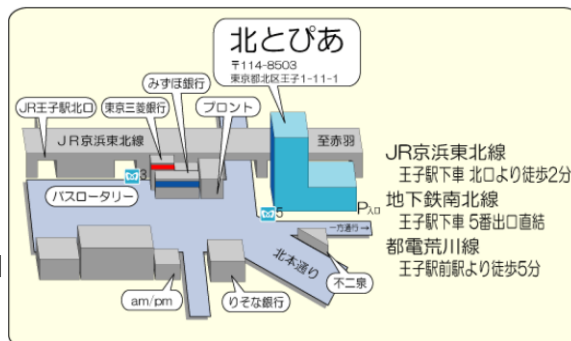 北とぴあ
〒114-8503
東京都北区王子1-11-1
みずほ銀行
JR王子駅北口
東京三菱銀行
プロント
JR京浜東北線
至赤羽
3
バスロータリー
5
P入口
一方通行→
北本通り
不二泉
am/pm
りそな銀行
JR京浜東北線
王子駅下車 北口より徒歩2分
地下鉄南北線
王子駅下車 5番出口直結
都電荒川線
王子駅前駅より徒歩5分